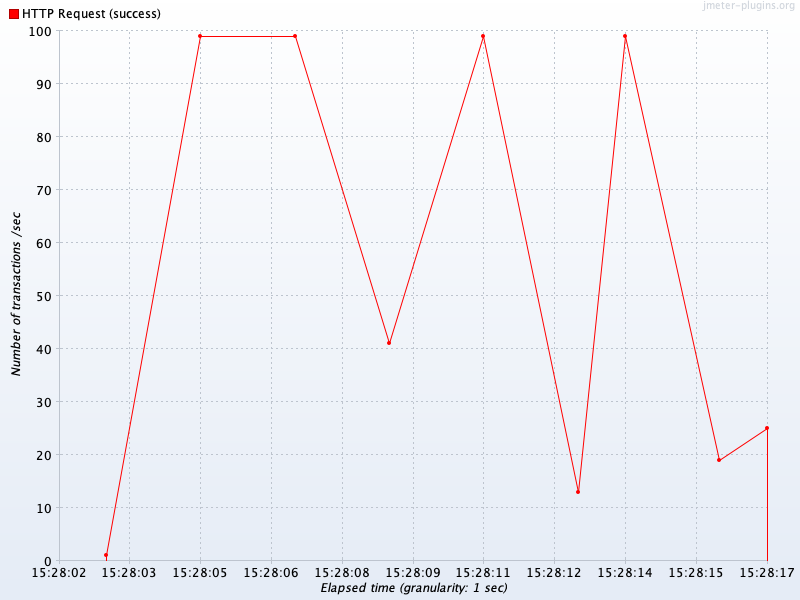 jmeter-plugins.org
HTTP Request (success)
100
90
80
70
60
50
40
30
20
10
0
Number of transactions /sec
15:28:02 15:28:03 15:28:05 15:28:06 15:28:08 15:28:09 15:28:11 15:28:12 15:28:14 15:28:15 15:28:17
Elapsed time (granularity: 1 sec)